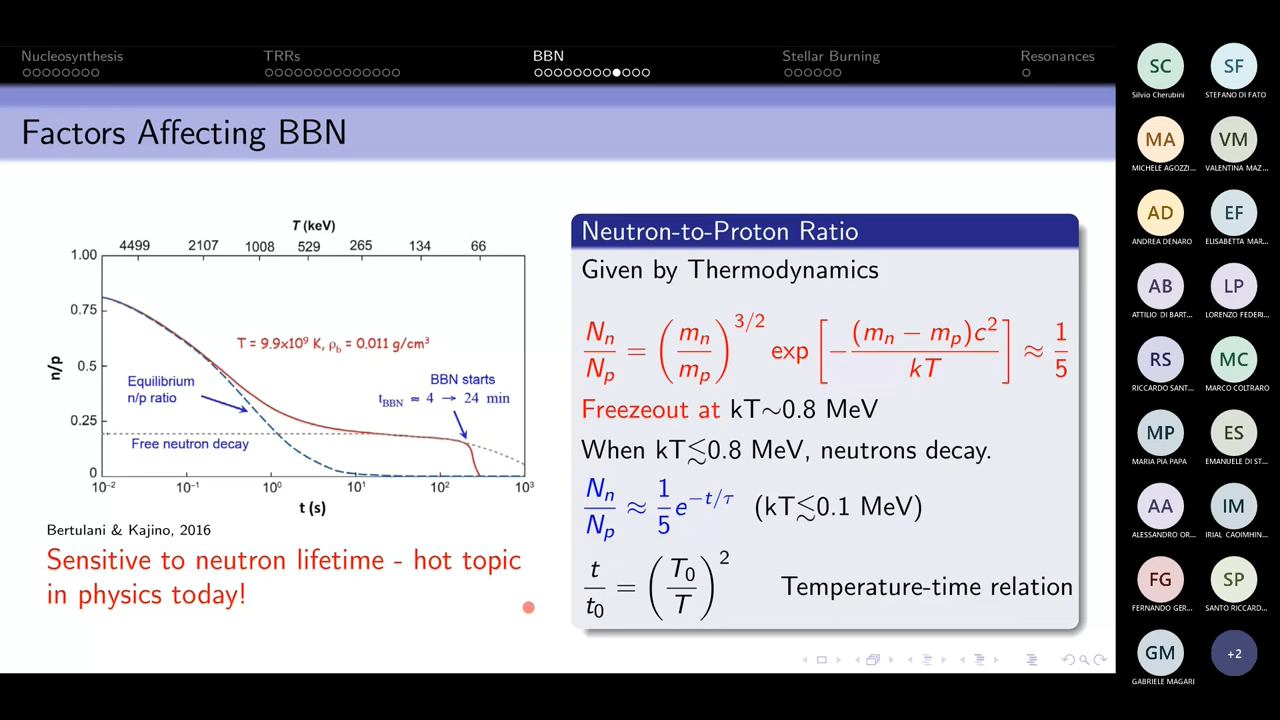 Nucleosynthesis TRRs BBN Stellar Burning Resonances
Factors Affecting BBN
T (keV)
4499 2107 1008 529 265 134 66
1.00
0.75
0.5
0.25
0
n/p
T = 9.9x10⁹ K, ρb = 0.011 g/cm³
Equilibrium
n/p ratio
BBN starts
tBBN ≈ 4 → 24 min
Free neutron decay
10⁻² 10⁻¹ 10⁰ 10¹ 10² 10³
t (s)
Bertulani & Kajino, 2016
Sensitive to neutron lifetime - hot topic
in physics today!
Neutron-to-Proton Ratio
Given by Thermodynamics
Nn/Np = (mn/mp)^3/2 exp[−(mn − mp)c²/kT] ≈ 1/5
Freezeout at kT∼0.8 MeV
When kT≲0.8 MeV, neutrons decay.
Nn/Np ≈ 1/5 e^−t/τ (kT≲0.1 MeV)
t/t0 = (T0/T)² Temperature-time relation
SC SF
Silvio Cherubini STEFANO DI FATO
MA VM
MICHELE AGOZZI... VALENTINA MAZ...
AD EF
ANDREA DENARO ELISABETTA MAR...
AB LP
ATTILIO DI BART... LORENZO FEDERI...
RS MC
RICCARDO SANT... MARCO COLTRARO
MP ES
MARIA PIA PAPA EMANUELE DI ST...
AA IM
ALESSANDRO OR... IRIAL CAOIMHIN...
FG SP
FERNANDO GER... SANTO RICCARD...
GM +2
GABRIELE MAGARI